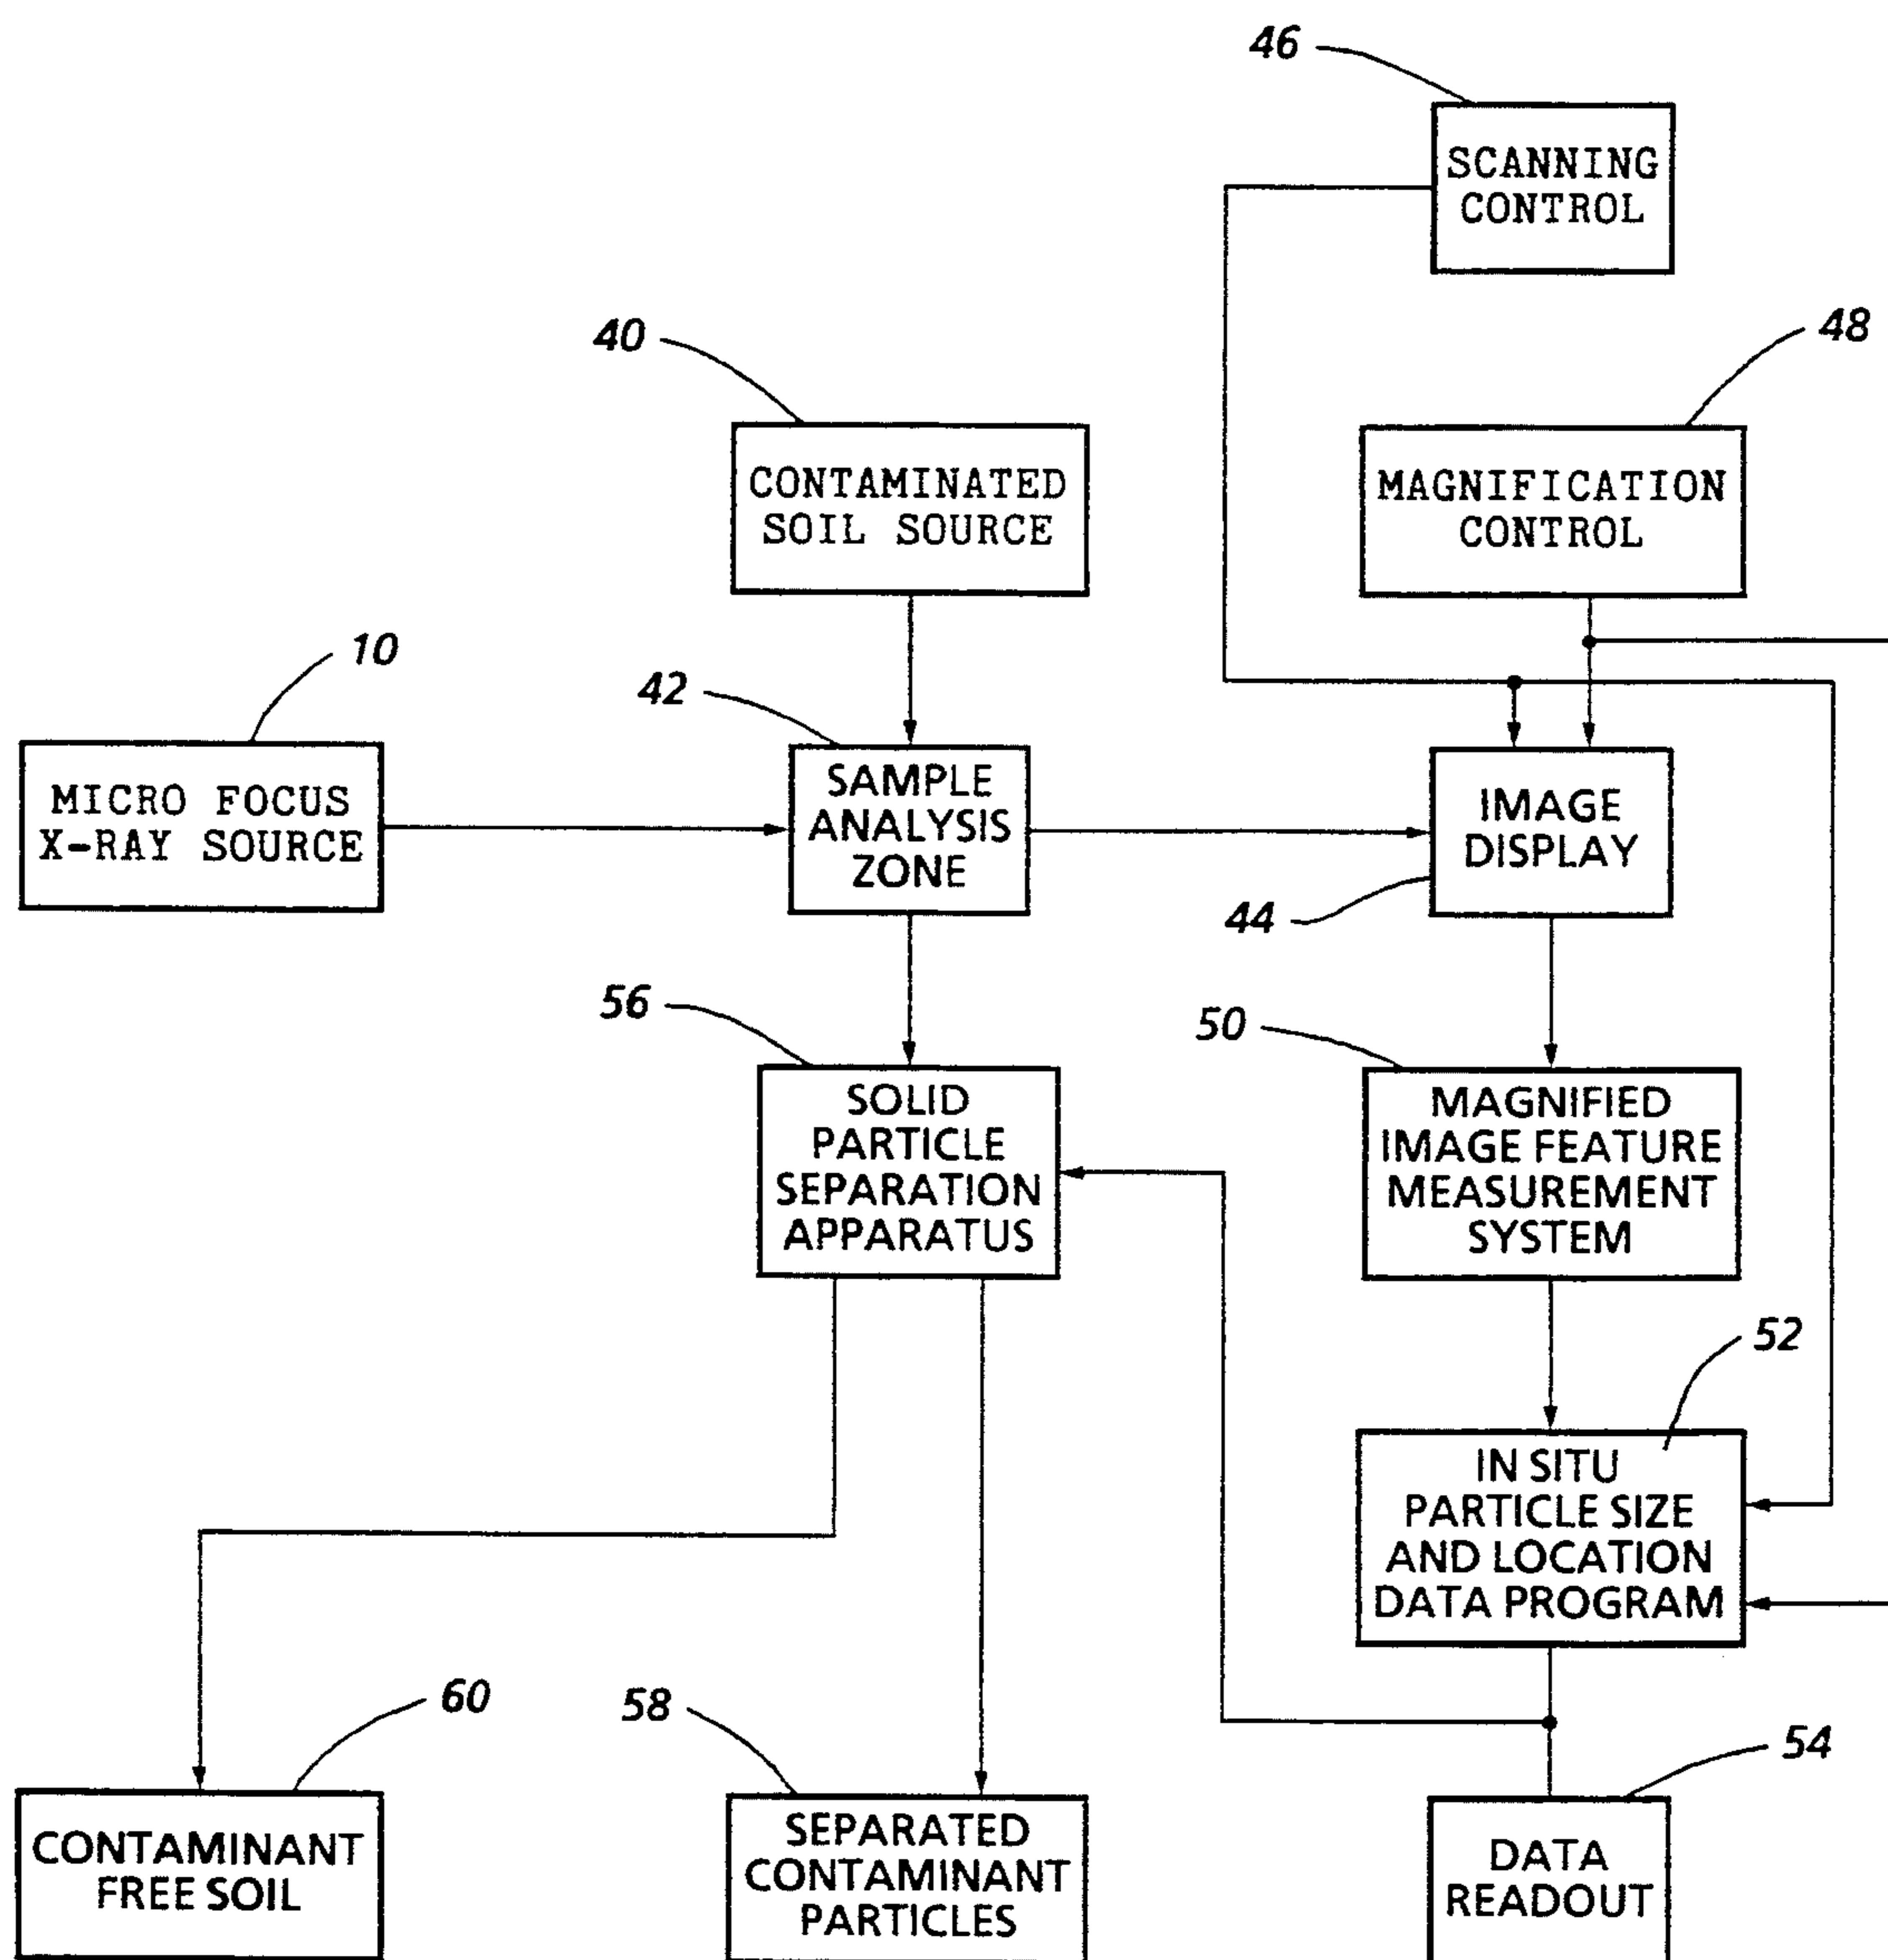 46
SCANNING
CONTROL
40
48
CONTAMINATED
SOIL SOURCE
MAGNIFICATION
CONTROL
10
42
MICRO FOCUS
X-RAY SOURCE
SAMPLE
ANALYSIS
ZONE
IMAGE
DISPLAY
44
56
50
SOLID
PARTICLE
SEPARATION
APPARATUS
MAGNIFIED
IMAGE FEATURE
MEASUREMENT
SYSTEM
52
IN SITU
PARTICLE SIZE
AND LOCATION
DATA PROGRAM
60
58
54
CONTAMINANT
FREE SOIL
SEPARATED
CONTAMINANT
PARTICLES
DATA
READOUT